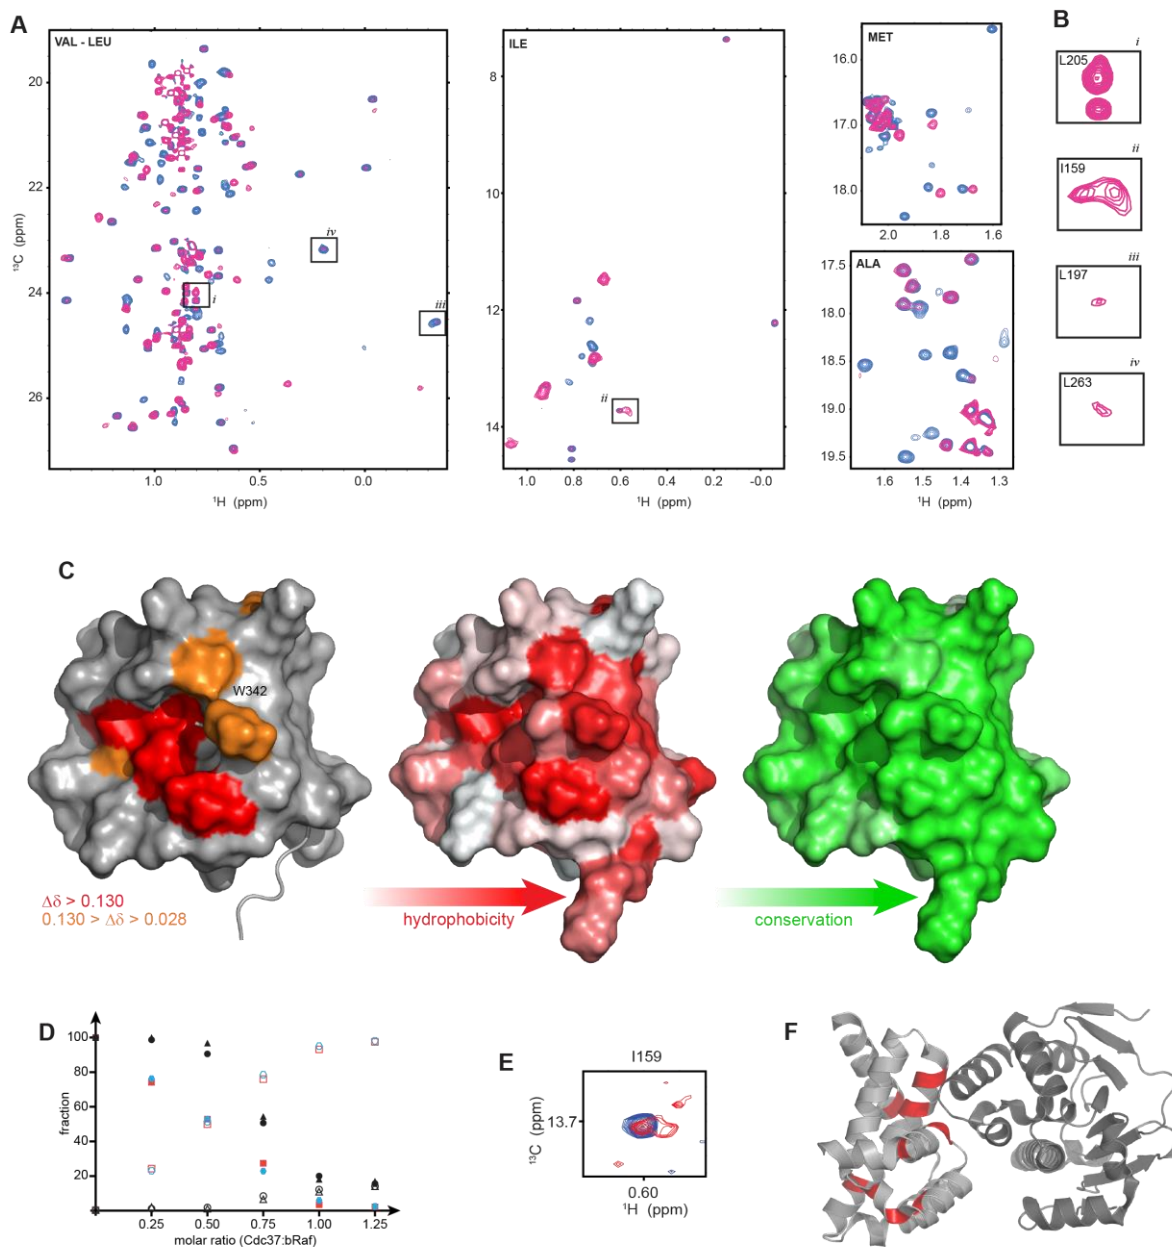 A
B
VAL - LEU
ILE
MET
ALA
20
22
24
26
¹³C (ppm)
1.0
0.5
0.0
¹H (ppm)
i
ii
iii
iv
8
10
12
14
1.0
0.8
0.6
0.4
0.2
-0.0
¹H (ppm)
16.0
17.0
18.0
2.0
1.8
1.6
17.5
18.0
18.5
19.0
19.5
1.6
1.5
1.4
1.3
¹H (ppm)
i
L205
ii
I159
iii
L197
iv
L263
C
W342
Δδ > 0.130
0.130 > Δδ > 0.028
hydrophobicity
conservation
D
fraction
100
80
60
40
20
0.25
0.50
0.75
1.00
1.25
molar ratio (Cdc37:bRaf)
E
I159
13.7
¹³C (ppm)
0.60
¹H (ppm)
F